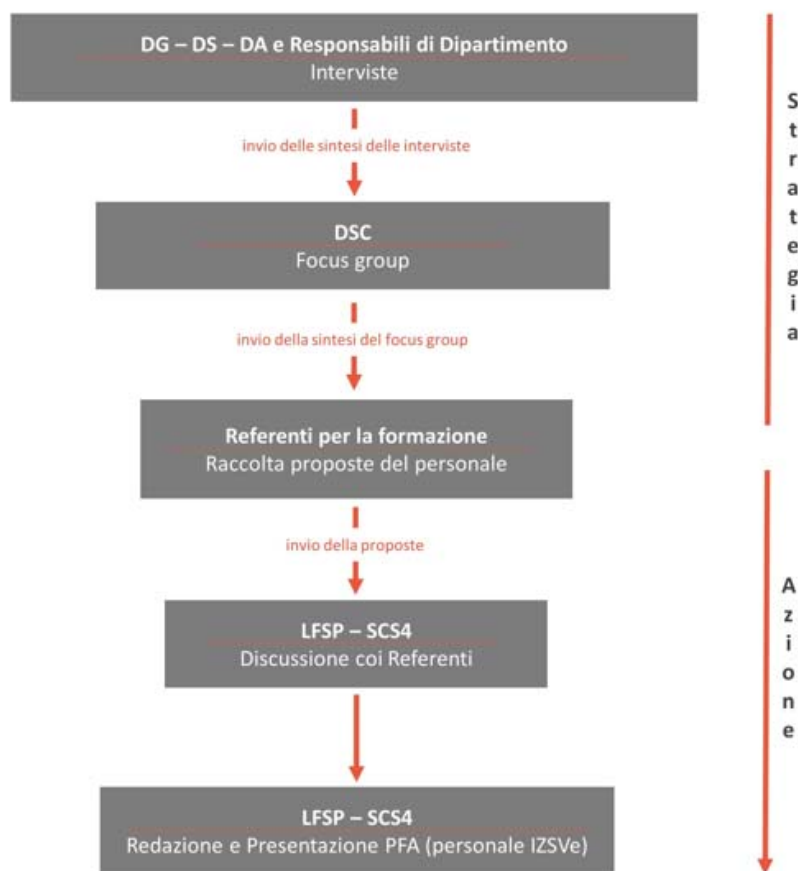 DG – DS – DA e Responsabili di Dipartimento
Interviste
invio delle sintesi delle interviste
DSC
Focus group
invio della sintesi del focus group
Referenti per la formazione
Raccolta proposte del personale
invio della proposte
LFSP – SCS4
Discussione coi Referenti
LFSP – SCS4
Redazione e Presentazione PFA (personale IZSVe)
Strategia
Azione